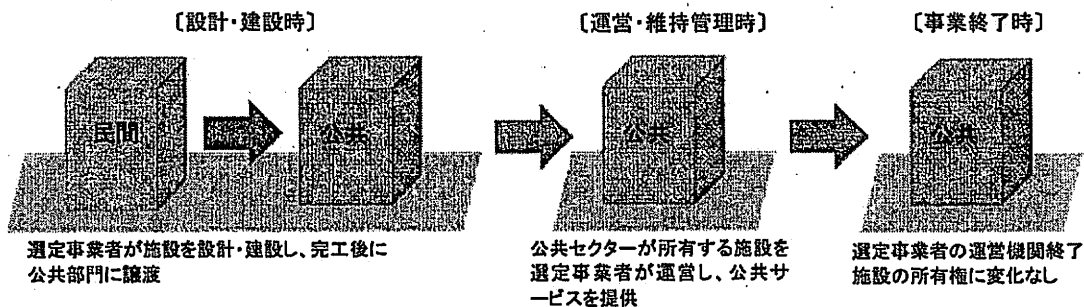 〔設計・建設時〕
〔運営・維持管理時〕
〔事業終了時〕
民間
公共
公共
公共
選定事業者が施設を設計・建設し、完工後に
公共部門に譲渡
公共セクターが所有する施設を
選定事業者が運営し、公共サ
ービスを提供
選定事業者の運営機関終了
施設の所有権に変化なし